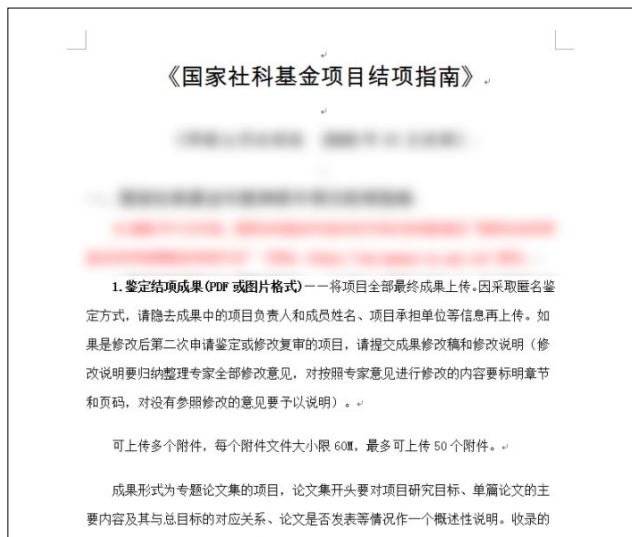 《国家社科基金项目结项指南》
1. 鉴定结项成果(PDF 或图片格式)——将项目全部最终成果上传。因采取匿名鉴
定方式，请隐去成果中的项目负责人和成员姓名、项目承担单位等信息再上传。如
果是修改后第二次申请鉴定或修改复审的项目，请提交成果修改稿和修改说明（修
改说明要归纳整理专家全部修改意见，对按照专家意见进行修改的内容要标明章节
和页码，对没有参照修改的意见要予以说明）。
可上传多个附件，每个附件文件大小限 60M，最多可上传 50 个附件。
成果形式为专题论文集的项目，论文集开头要对项目研究目标、单篇论文的主
要内容及其与总目标的对应关系、论文是否发表等情况作一个概述性说明。收录的